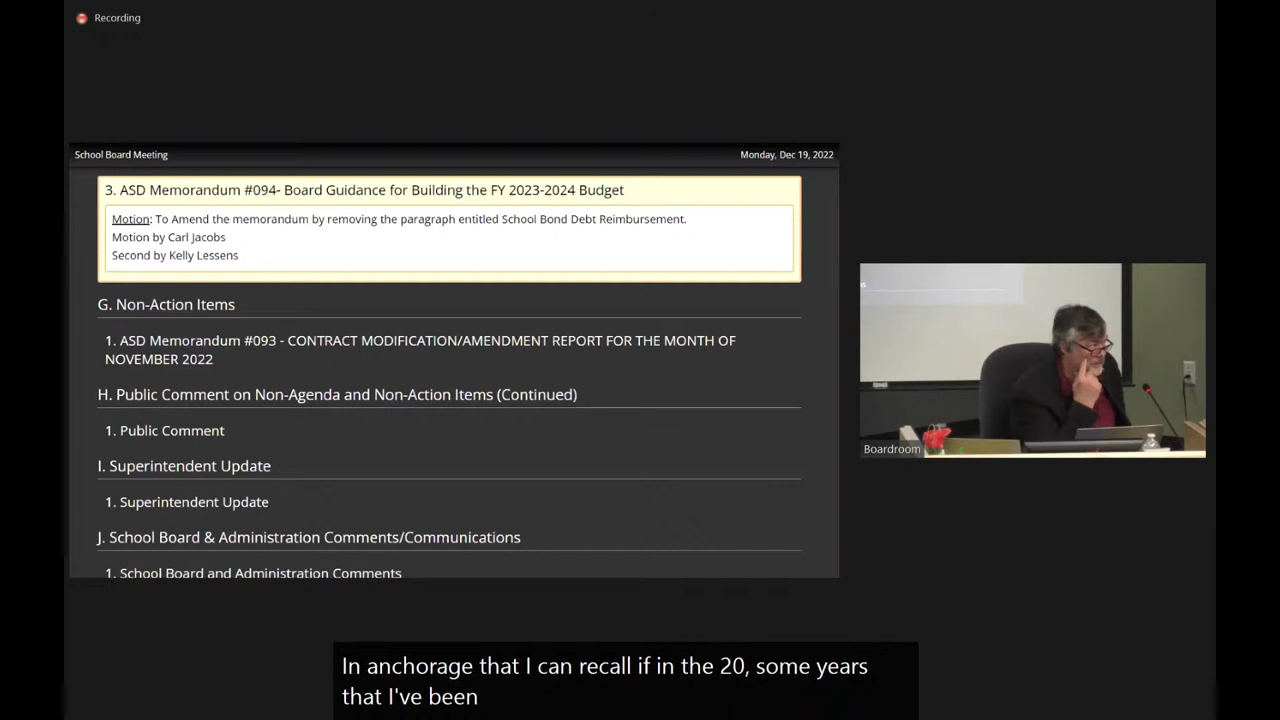 Recording
School Board Meeting
Monday, Dec 19, 2022
3. ASD Memorandum #094- Board Guidance for Building the FY 2023-2024 Budget
Motion: To Amend the memorandum by removing the paragraph entitled School Bond Debt Reimbursement.
Motion by Carl Jacobs
Second by Kelly Lessens
G. Non-Action Items
1. ASD Memorandum #093 - CONTRACT MODIFICATION/AMENDMENT REPORT FOR THE MONTH OF
NOVEMBER 2022
H. Public Comment on Non-Agenda and Non-Action Items (Continued)
1. Public Comment
I. Superintendent Update
1. Superintendent Update
J. School Board & Administration Comments/Communications
1. School Board and Administration Comments
Boardroom
In anchorage that I can recall if in the 20, some years
that I've been